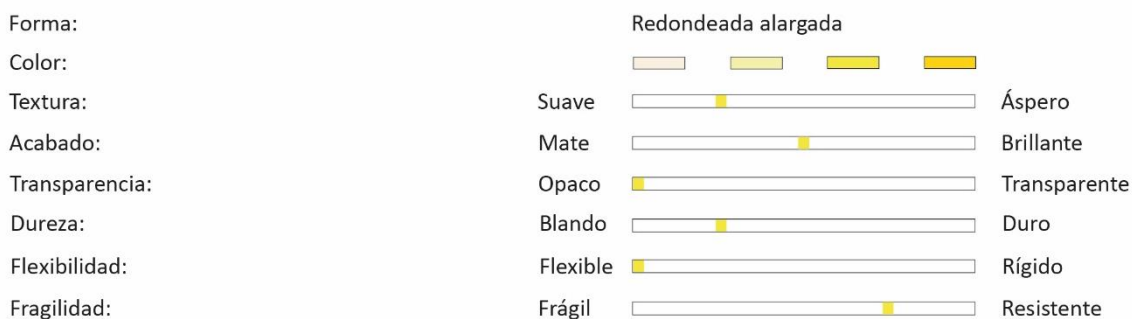 Forma: Redondeada alargada
Color:
Textura: Suave Áspero
Acabado: Mate Brillante
Transparencia: Opaco Transparente
Dureza: Blando Duro
Flexibilidad: Flexible Rígido
Fragilidad: Frágil Resistente